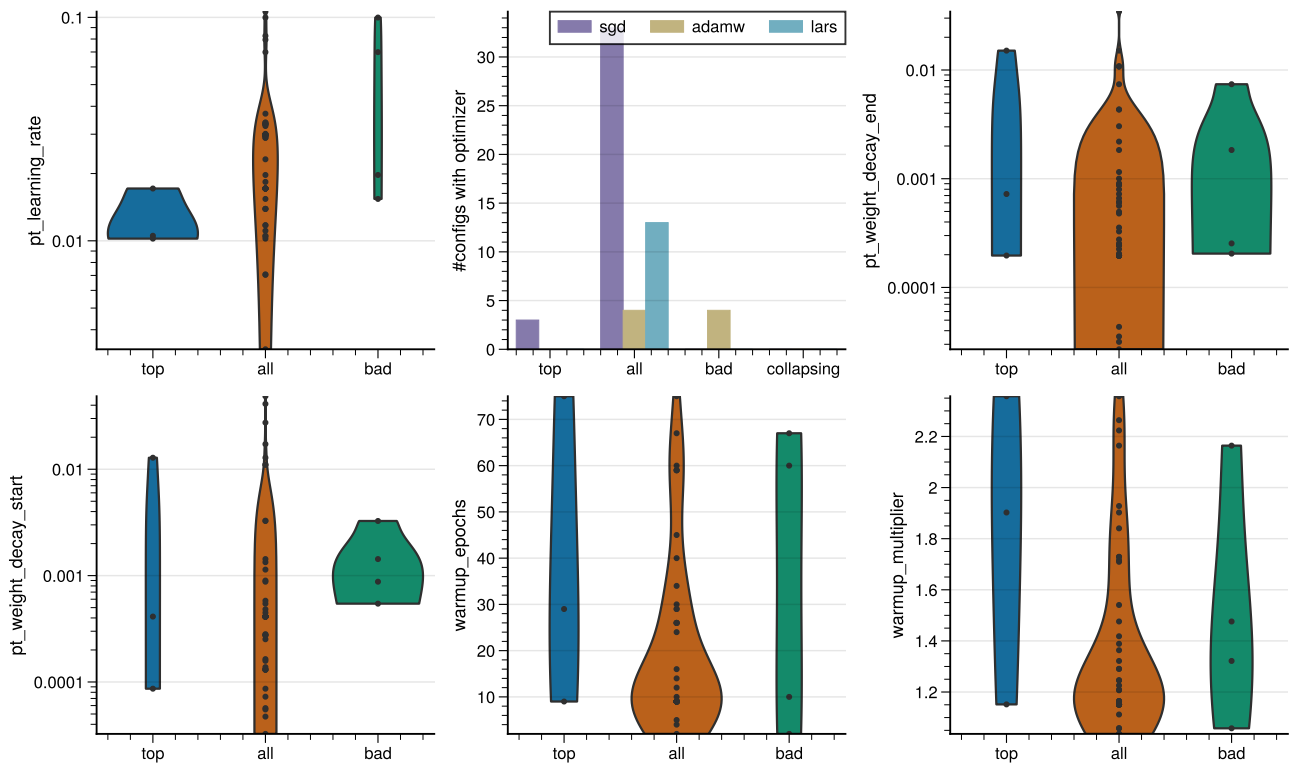 pt_learning_rate
0.1
0.01
top all bad
#configs with optimizer
sgd adamw lars
30
25
20
15
10
5
0
top all bad collapsing
pt_weight_decay_end
0.01
0.001
0.0001
top all bad
pt_weight_decay_start
0.01
0.001
0.0001
top all bad
warmup_epochs
70
60
50
40
30
20
10
top all bad
warmup_multiplier
2.2
2
1.8
1.6
1.4
1.2
top all bad